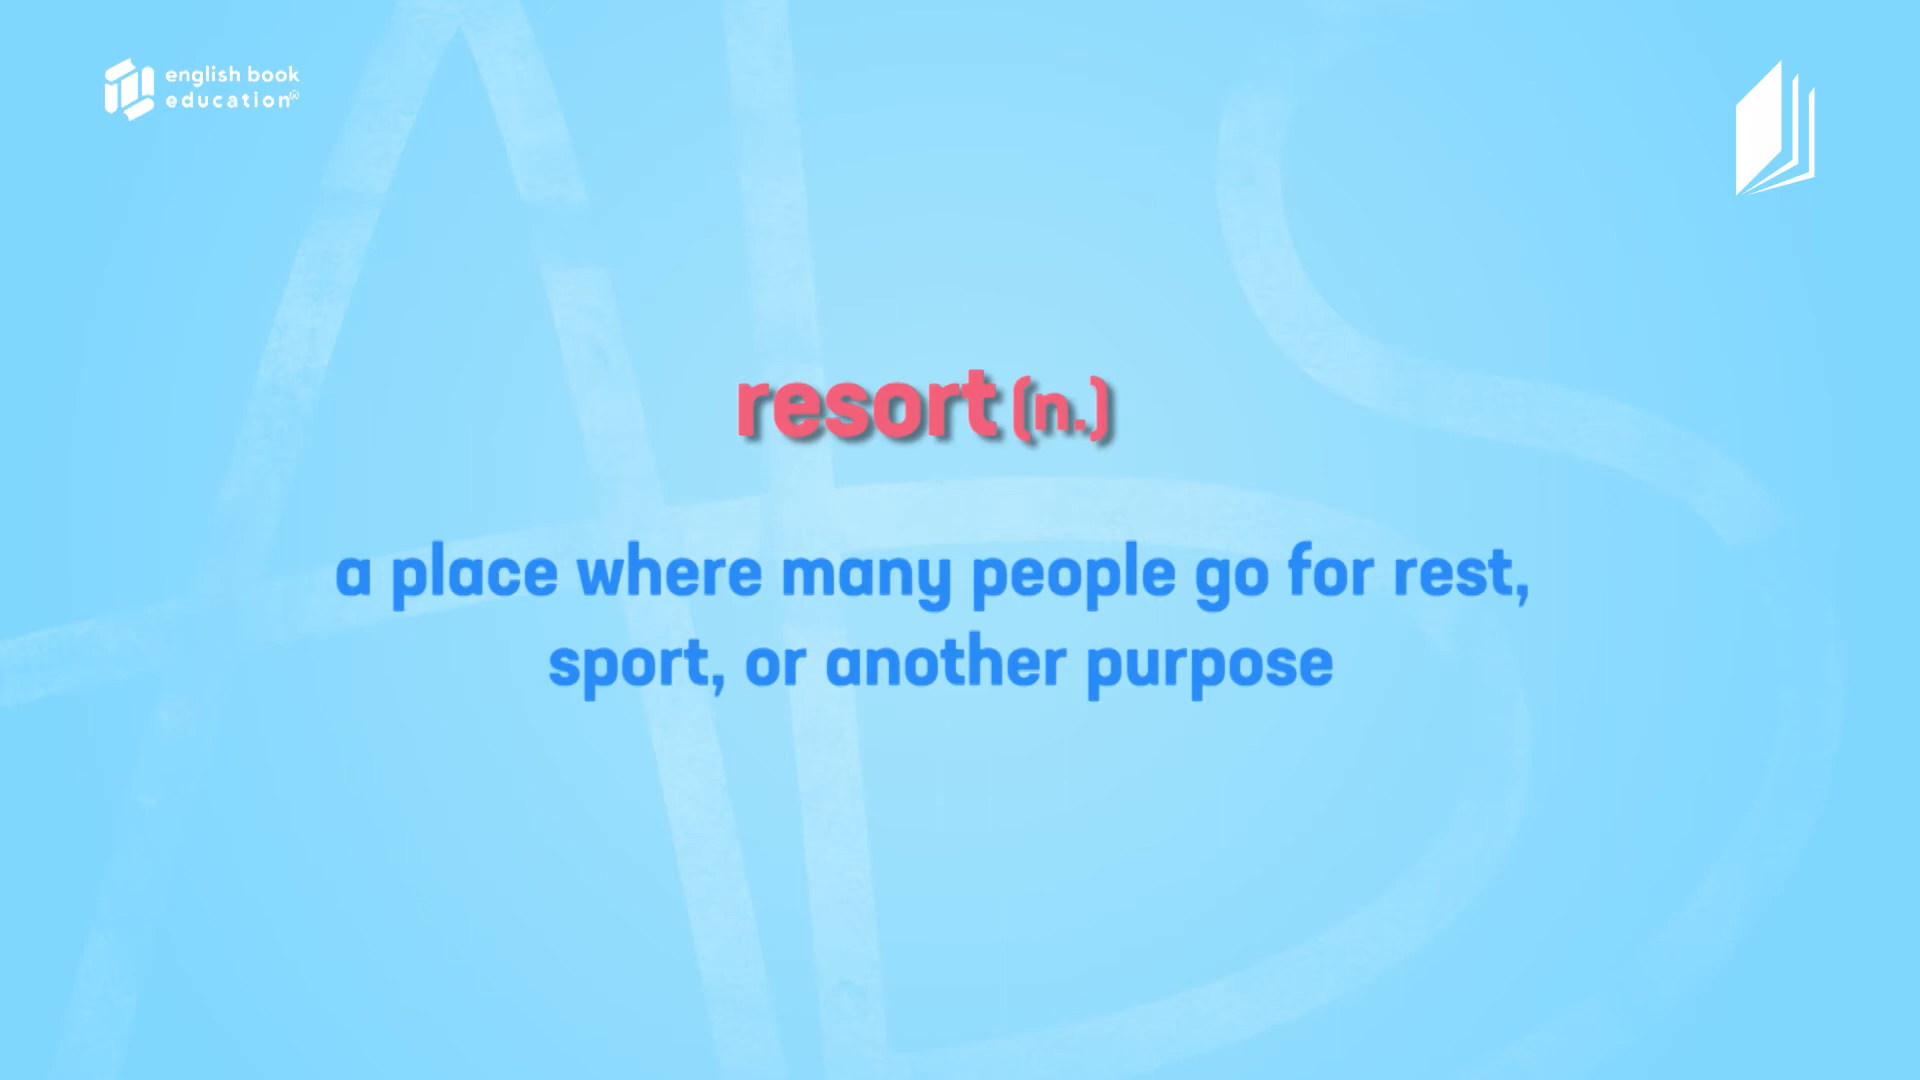 english book
education®
resort (n.)
a place where many people go for rest,
sport, or another purpose